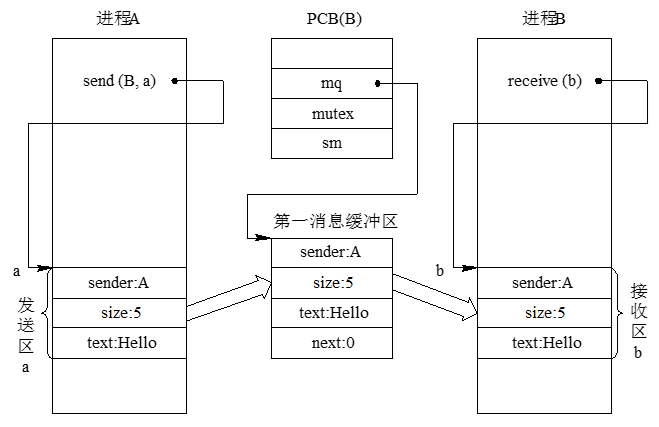 进程A
PCB(B)
进程B
send (B, a)
mq
mutex
sm
receive (b)
第一消息缓冲区
a
sender:A
size:5
text:Hello
发送区a
sender:A
size:5
text:Hello
next:0
b
sender:A
size:5
text:Hello
接收区b